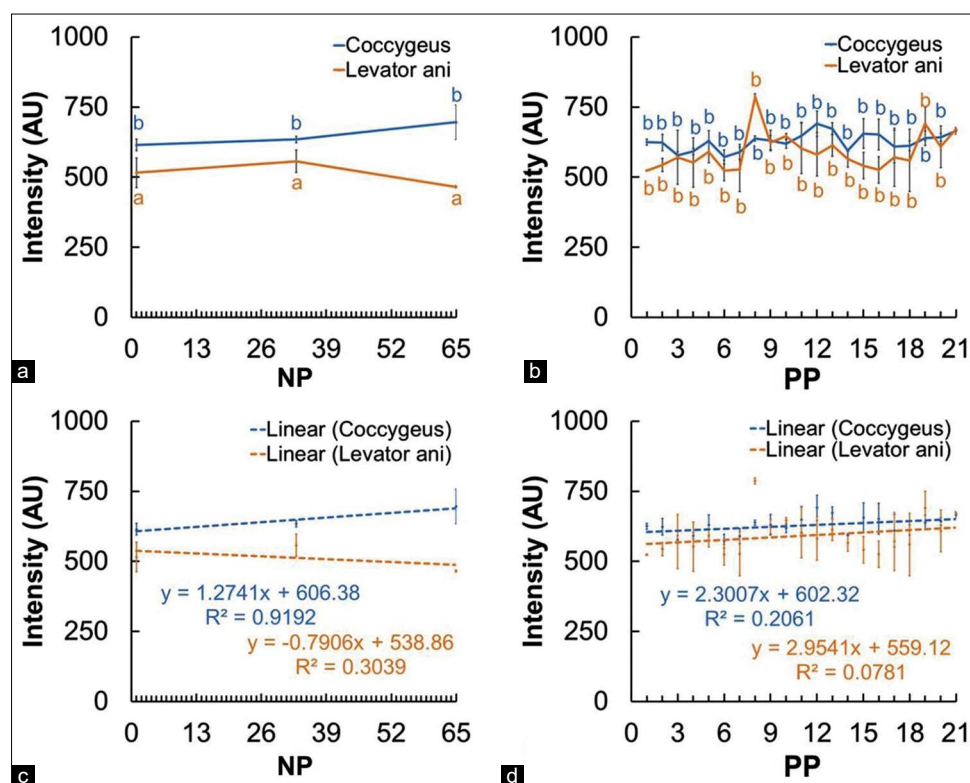 1000
Coccygeus
Levator ani
750
500
250
0
Intensity (AU)
b b b
a a a
0 13 26 39 52 65
NP
a
1000
Coccygeus
Levator ani
750
500
250
0
Intensity (AU)
b b b b b b b b b b b b b b b b b b b b
b b b b b b b b b b b b b b b b b b b b
0 3 6 9 12 15 18 21
PP
b
1000
Linear (Coccygeus)
Linear (Levator ani)
750
500
250
0
Intensity (AU)
y = 1.2741x + 606.38
R² = 0.9192
y = -0.7906x + 538.86
R² = 0.3039
0 13 26 39 52 65
NP
c
1000
Linear (Coccygeus)
Linear (Levator ani)
750
500
250
0
Intensity (AU)
y = 2.3007x + 602.32
R² = 0.2061
y = 2.9541x + 559.12
R² = 0.0781
0 3 6 9 12 15 18 21
PP
d